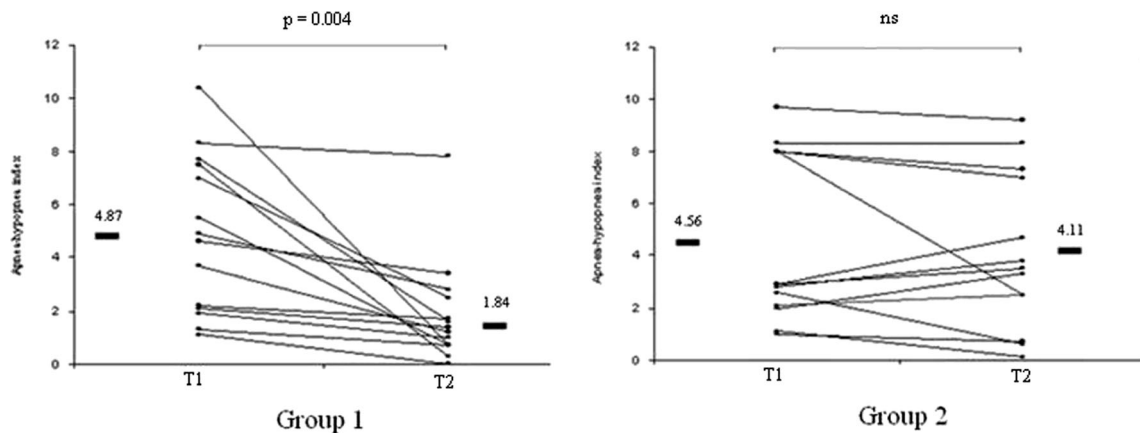 p = 0.004
12
10
8
6
4
2
0
Apnea-hypopnea index
4.87
1.84
T1
T2
Group 1
ns
12
10
8
6
4
2
0
Apnea-hypopnea index
4.56
4.11
T1
T2
Group 2